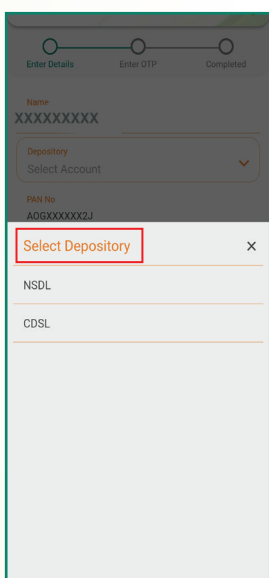 Enter Details Enter OTP Completed
Name
XXXXXXXXX
Depository
Select Account
PAN No
AOGXXXXXX2J
Select Depository ×
NSDL
CDSL